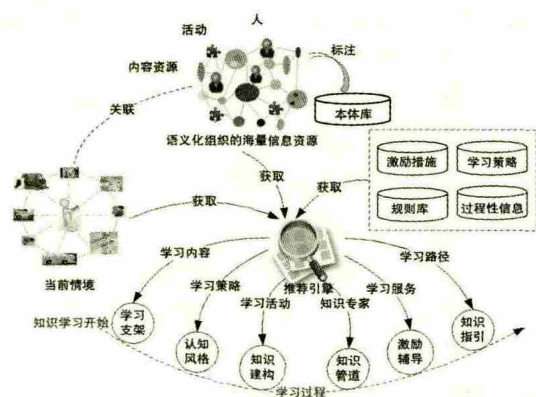 人
活动
标注
内容资源
关联
本体库
语义化组织的海量信息资源
激励措施
学习策略
获取
获取
规则库
过程性信息
获取
学习内容
学习路径
当前情境
学习策略
推荐引擎
学习服务
学习活动
知识专家
知识学习开始
学习
支架
认知
风格
知识
建构
知识
管道
激励
辅导
知识
指引
学习过程